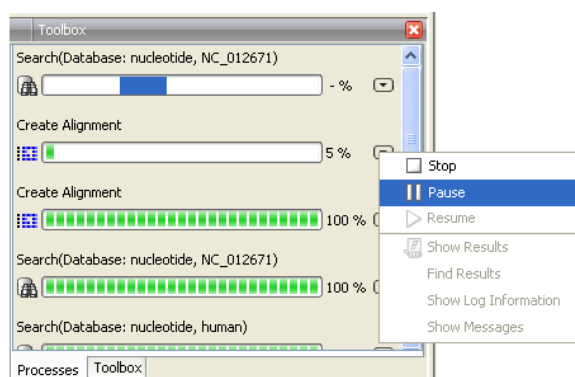 Toolbox
Search(Database: nucleotide, NC_012671)
- %
Create Alignment
5 %
Create Alignment
100 %
Search(Database: nucleotide, NC_012671)
100 %
Search(Database: nucleotide, human)
Processes Toolbox
Stop
Pause
Resume
Show Results
Find Results
Show Log Information
Show Messages